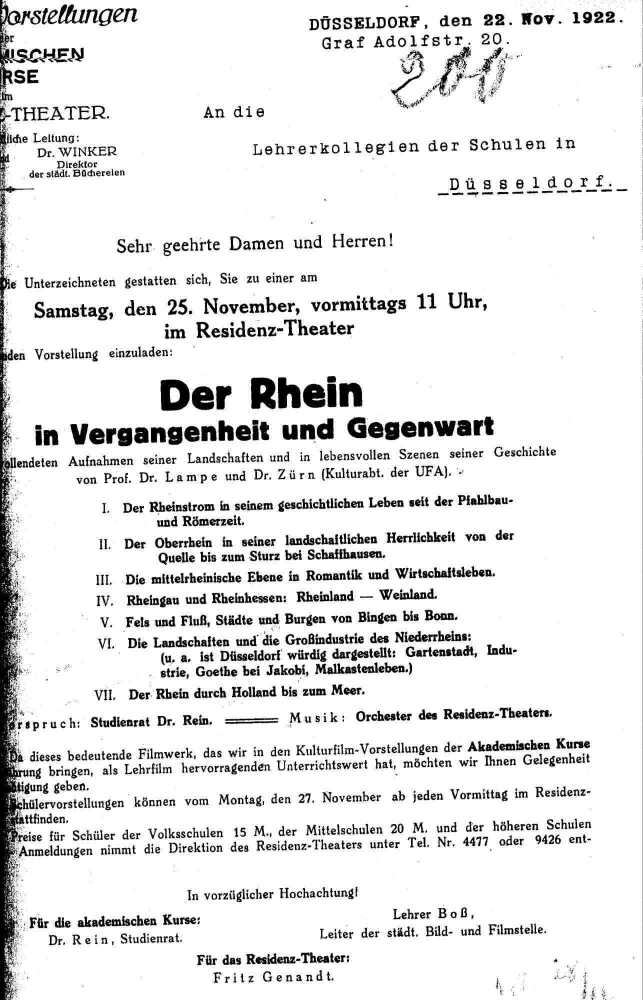 Vorstellungen
der
MISCHEN
RSE
im
-THEATER.
liche Leitung:
Dr. WINKER
Direktor
der städt. Büchereien
DÜSSELDORF, den 22. Nov. 1922.
Graf Adolfstr. 20.
200
An die
Lehrerkollegien der Schulen in
Düsseldorf.
Sehr geehrte Damen und Herren!
Die Unterzeichneten gestatten sich, Sie zu einer am
Samstag, den 25. November, vormittags 11 Uhr,
im Residenz-Theater
den Vorstellung einzuladen:
Der Rhein
in Vergangenheit und Gegenwart
ollendeten Aufnahmen seiner Landschaften und in lebensvollen Szenen seiner Geschichte
von Prof. Dr. Lampe und Dr. Zürn (Kulturabt. der UFA).
I. Der Rheinstrom in seinem geschichtlichen Leben seit der Pfahlbau-
und Römerzeit.
II. Der Oberrhein in seiner landschaftlichen Herrlichkeit von der
Quelle bis zum Sturz bei Schaffhausen.
III. Die mittelrheinische Ebene in Romantik und Wirtschaftsleben.
IV. Rheingau und Rheinhessen: Rheinland — Weinland.
V. Fels und Fluß, Städte und Burgen von Bingen bis Bonn.
VI. Die Landschaften und die Großindustrie des Niederrheins:
(u. a. ist Düsseldorf würdig dargestellt: Gartenstadt, Indu-
strie, Goethe bei Jakobi, Malkastenleben.)
VII. Der Rhein durch Holland bis zum Meer.
rspruch: Studienrat Dr. Rein. Musik: Orchester des Residenz-Theaters.
Da dieses bedeutende Filmwerk, das wir in den Kulturfilm-Vorstellungen der Akademischen Kurse
hrung bringen, als Lehrfilm hervorragenden Unterrichtswert hat, möchten wir Ihnen Gelegenheit
tigung geben.
Schülervorstellungen können vom Montag, den 27. November ab jeden Vormittag im Residenz-
tattfinden.
Preise für Schüler der Volksschulen 15 M., der Mittelschulen 20 M. und der höheren Schulen
Anmeldungen nimmt die Direktion des Residenz-Theaters unter Tel. Nr. 4477 oder 9426 ent-
In vorzüglicher Hochachtung!
Für die akademischen Kurse:
Dr. Rein, Studienrat.
Lehrer Boß,
Leiter der städt. Bild- und Filmstelle.
Für das Residenz-Theater:
Fritz Genandt.